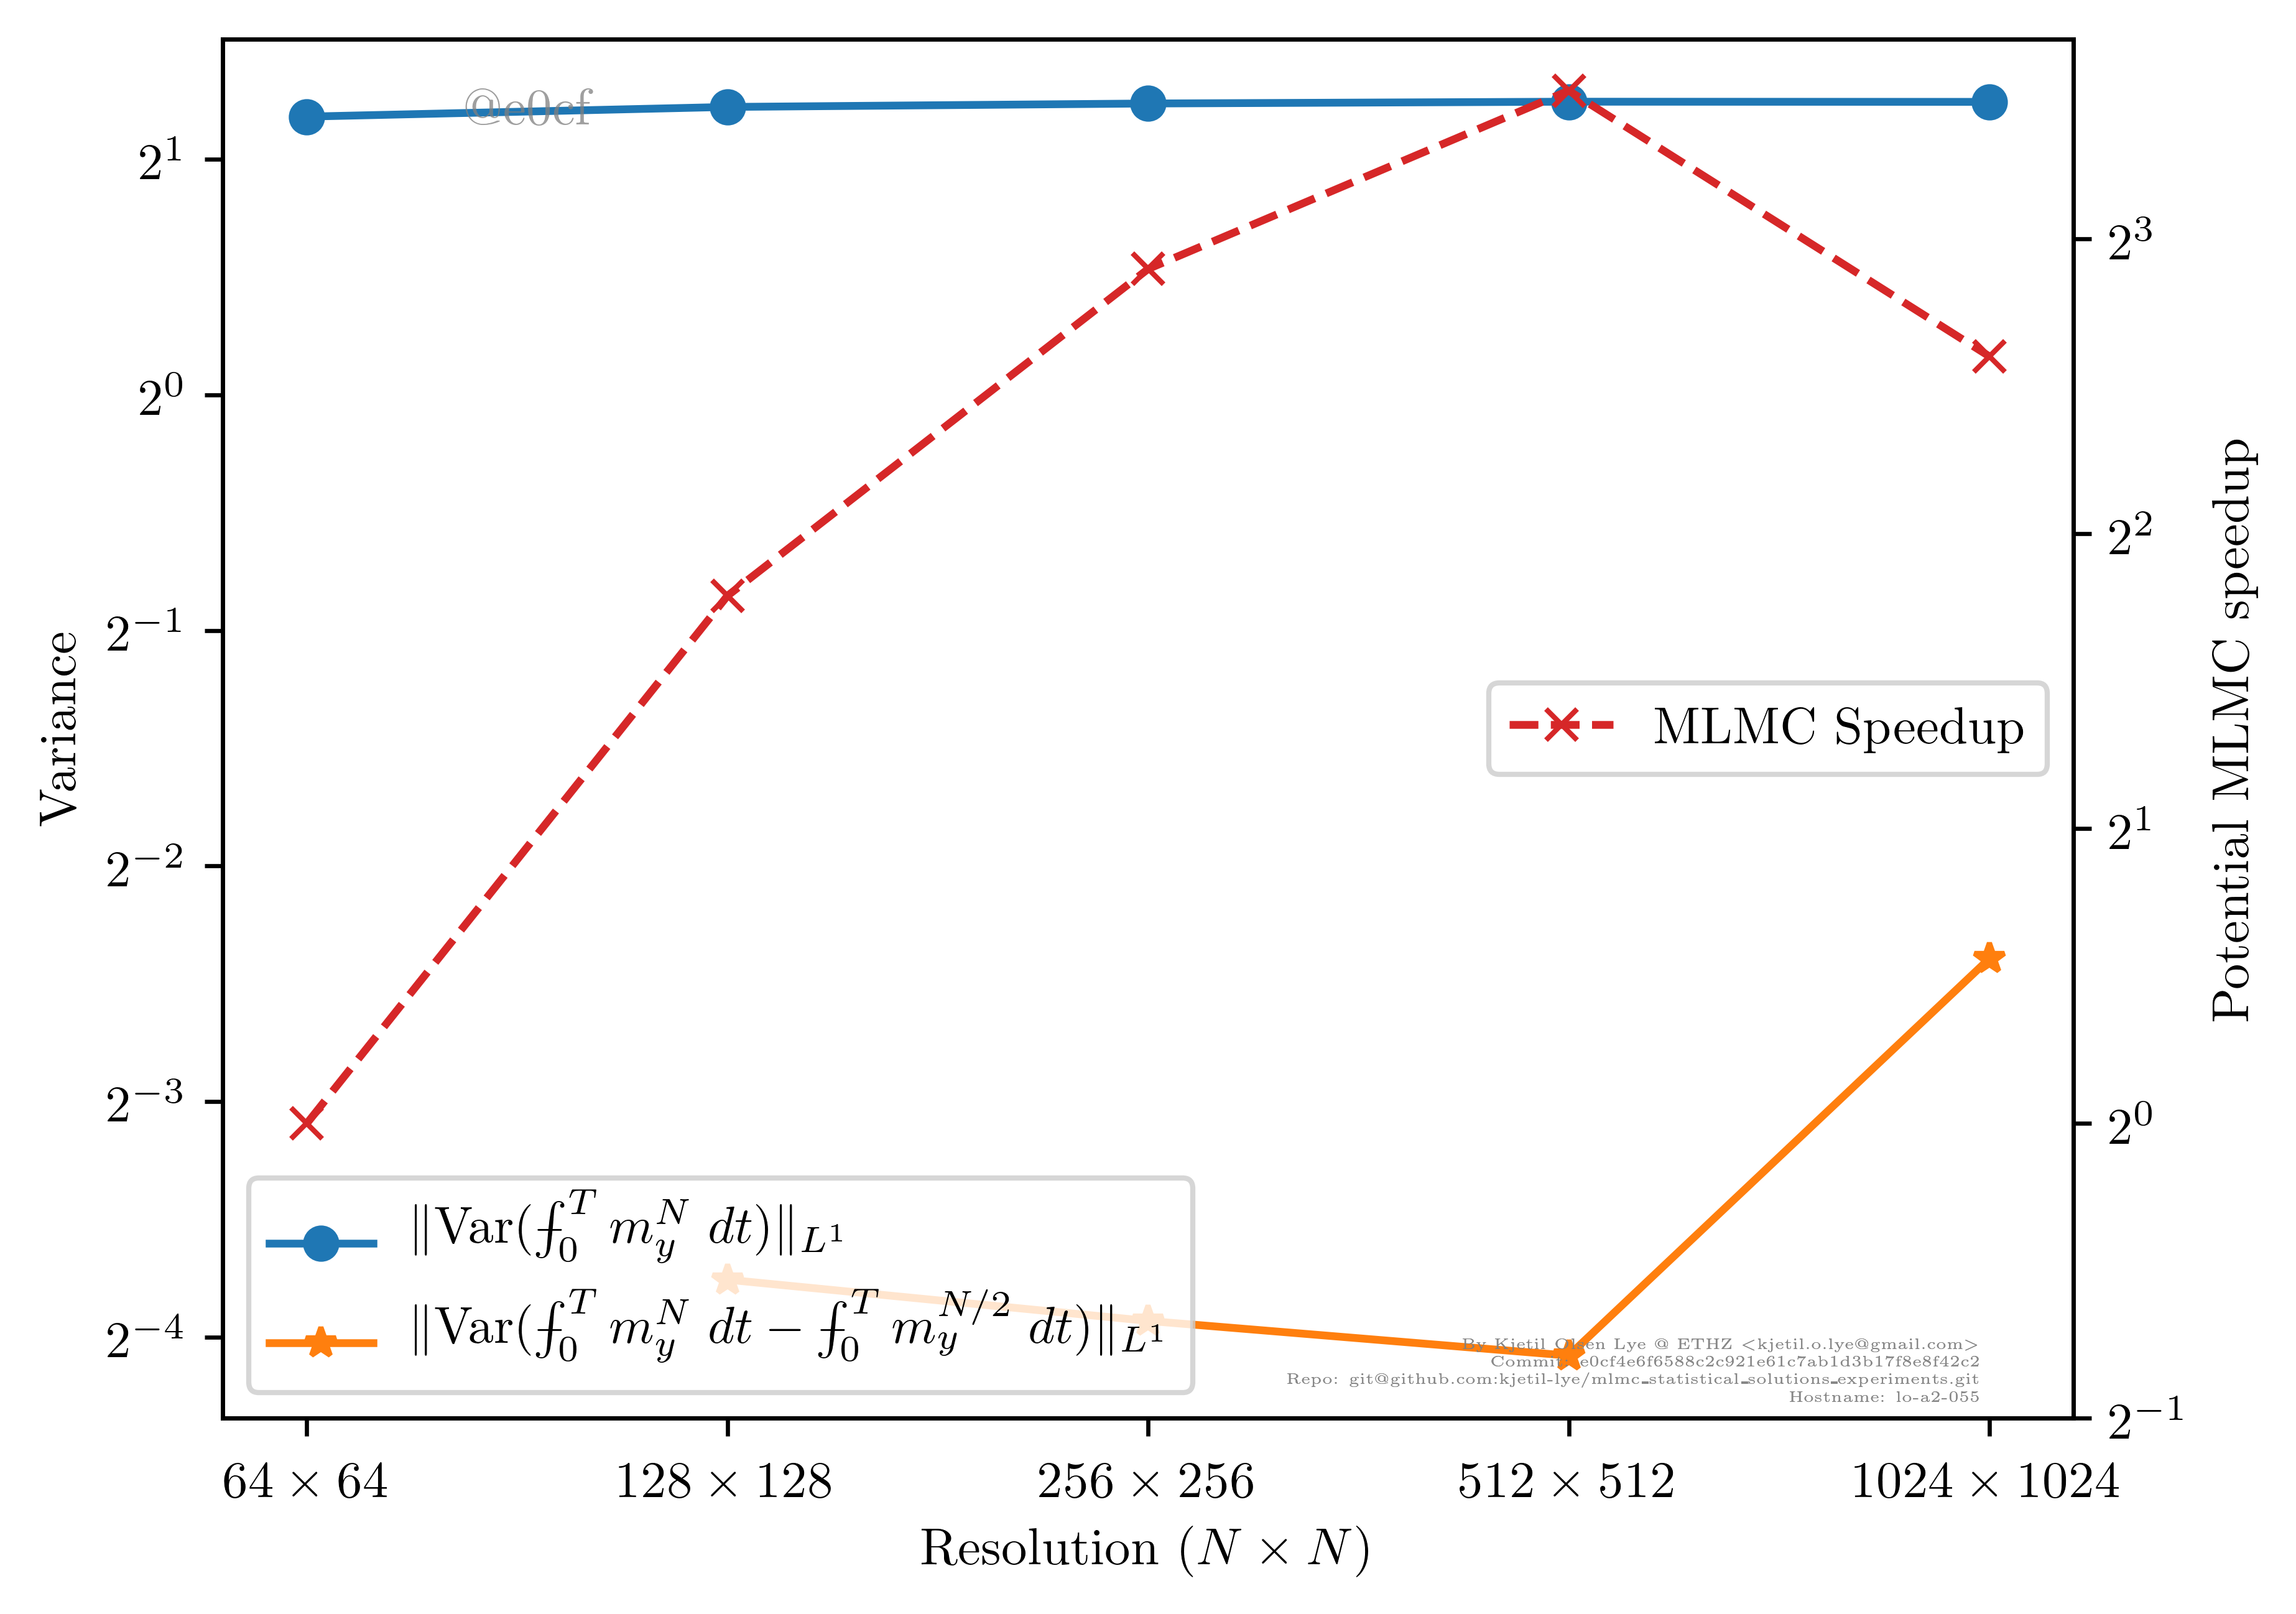 @e0cf
2^1
2^0
2^{-1}
2^{-2}
2^{-3}
2^{-4}
Variance
2^3
2^2
2^1
2^0
2^{-1}
Potential MLMC speedup
MLMC Speedup
‖Var(⨍_0^T m_y^N dt)‖_{L^1}
‖Var(⨍_0^T m_y^N dt − ⨍_0^T m_y^{N/2} dt)‖_{L^1}
By Kjetil Olsen Lye @ ETHZ <kjetil.o.lye@gmail.com>
Commit: e0cf4e6f6588c2c921e61c7ab1d3b17f8e8f42c2
Repo: git@github.com:kjetil-lye/mlmc_statistical_solutions_experiments.git
Hostname: lo-a2-055
64 × 64
128 × 128
256 × 256
512 × 512
1024 × 1024
Resolution (N × N)